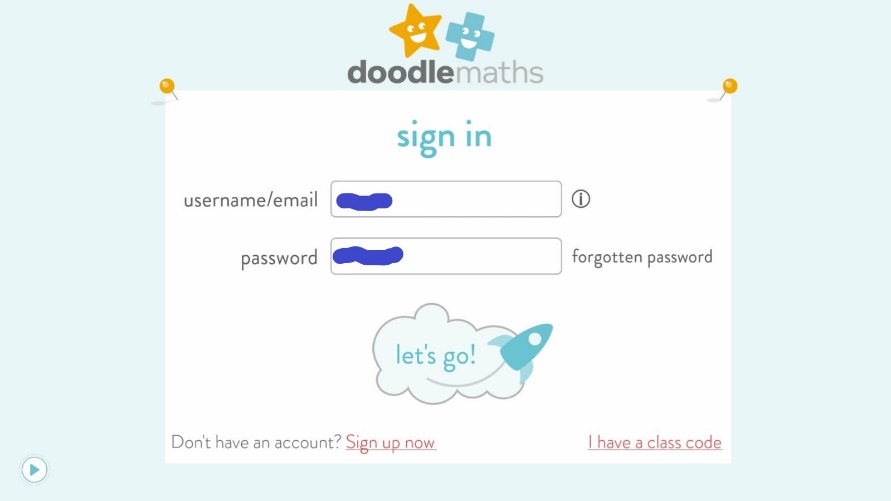 doodlemaths
sign in
username/email
password
forgotten password
let's go!
Don't have an account? Sign up now
I have a class code